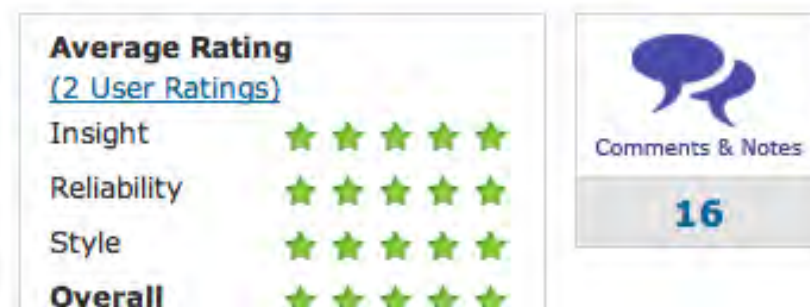 Average Rating
(2 User Ratings)
Insight
Reliability
Style
Overall
Comments & Notes
16